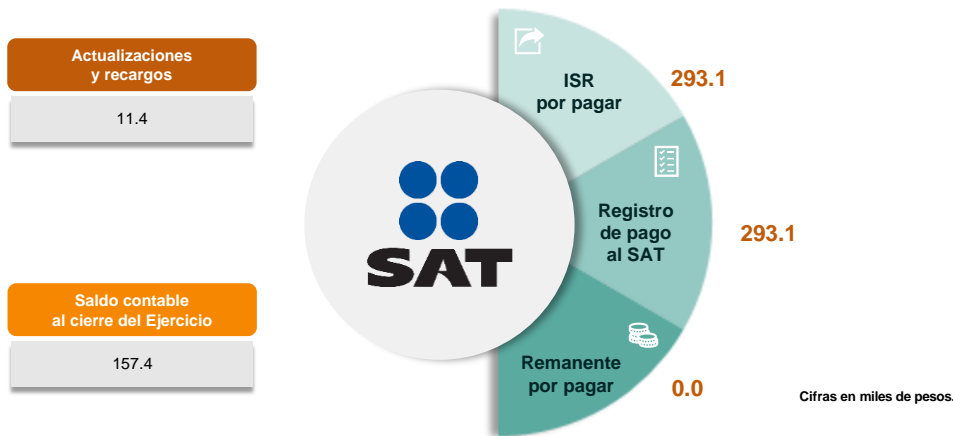 Actualizaciones
y recargos
11.4
Saldo contable
al cierre del Ejercicio
157.4
SAT
ISR
por pagar
293.1
Registro
de pago
al SAT
293.1
Remanente
por pagar
0.0
Cifras en miles de pesos.